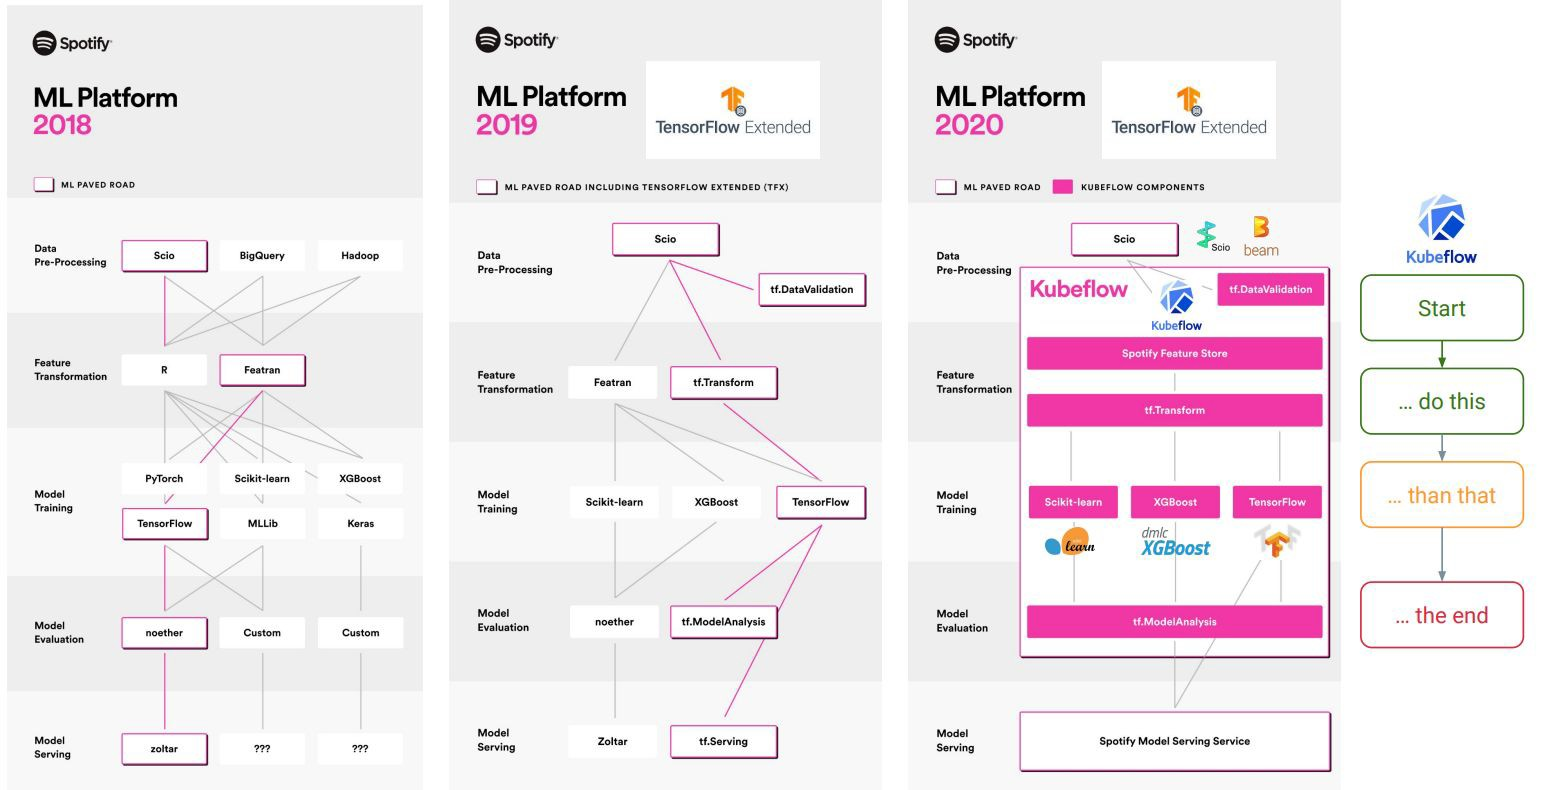 Spotify
ML Platform
2018
ML PAVED ROAD
Data
Pre-Processing
Scio
BigQuery
Hadoop
Feature
Transformation
R
Featran
Model
Training
PyTorch
Scikit-learn
XGBoost
TensorFlow
MLLib
Keras
Model
Evaluation
noether
Custom
Custom
Model
Serving
zoltar
???
???
Spotify
ML Platform
2019
TensorFlow Extended
ML PAVED ROAD INCLUDING TENSORFLOW EXTENDED (TFX)
Data
Pre-Processing
Scio
tf.DataValidation
Feature
Transformation
Featran
tf.Transform
Model
Training
Scikit-learn
XGBoost
TensorFlow
Model
Evaluation
noether
tf.ModelAnalysis
Model
Serving
Zoltar
tf.Serving
Spotify
ML Platform
2020
TensorFlow Extended
ML PAVED ROAD
KUBEFLOW COMPONENTS
Data
Pre-Processing
Scio
Scio
beam
Kubeflow
Kubeflow
tf.DataValidation
Feature
Transformation
Spotify Feature Store
tf.Transform
Model
Training
Scikit-learn
XGBoost
TensorFlow
learn
dmlc
XGBoost
Model
Evaluation
tf.ModelAnalysis
Model
Serving
Spotify Model Serving Service
Kubeflow
Start
... do this
... than that
... the end